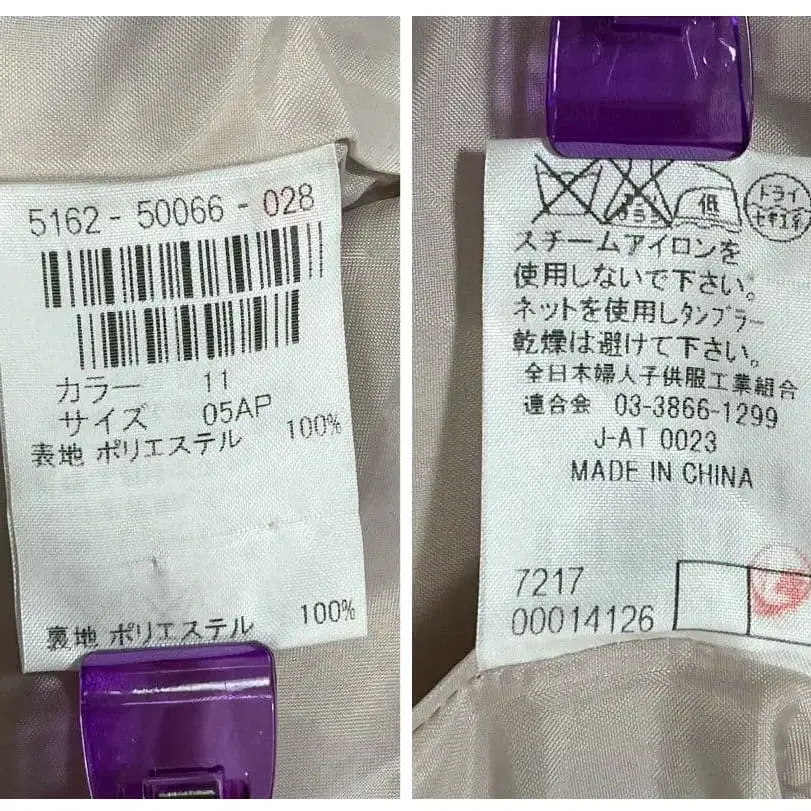 5162 - 50066 - 028
カラー 11
サイズ 05AP
表地 ポリエステル 100%
裏地 ポリエステル 100%
低
ドライ
スチームアイロンを
使用しないで下さい。
ネットを使用しタンブラー
乾燥は避けて下さい。
全日本婦人子供服工業組合
連合会 03-3866-1299
J-AT 0023
MADE IN CHINA
7217
00014126